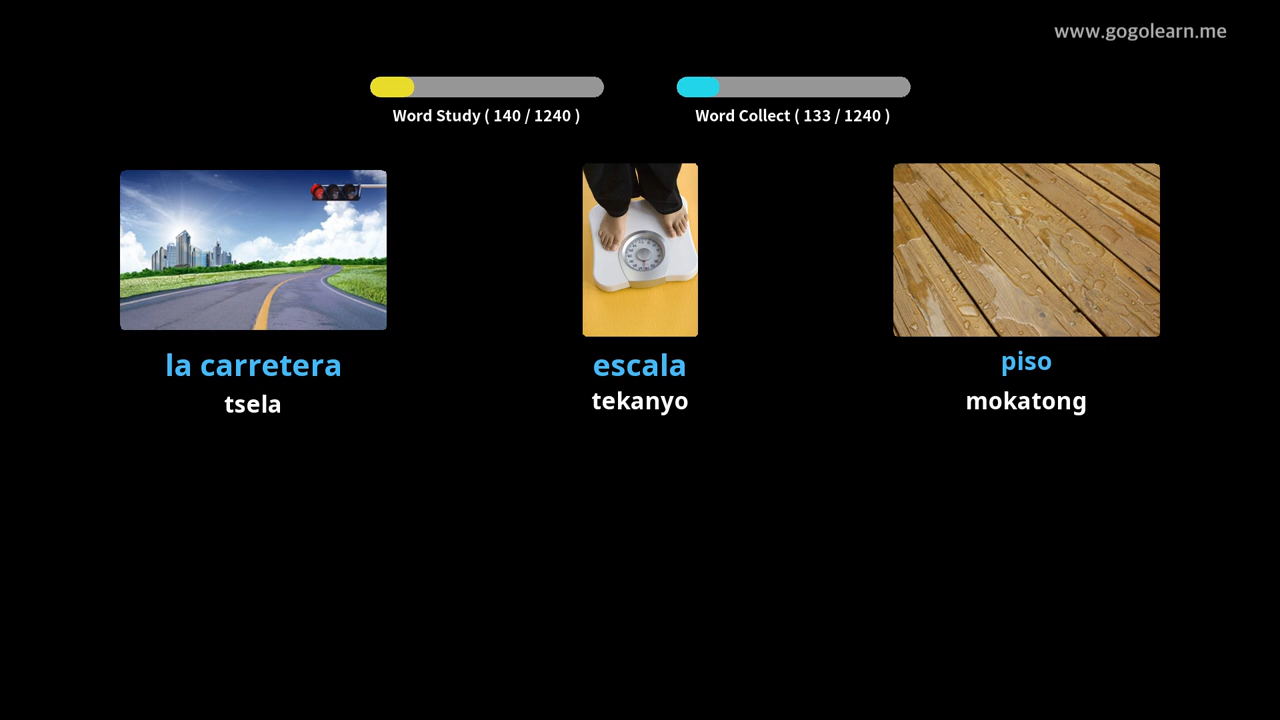 www.gogolearn.me
Word Study ( 140 / 1240 )
Word Collect ( 133 / 1240 )
la carretera
tsela
escala
tekanyo
piso
mokatong